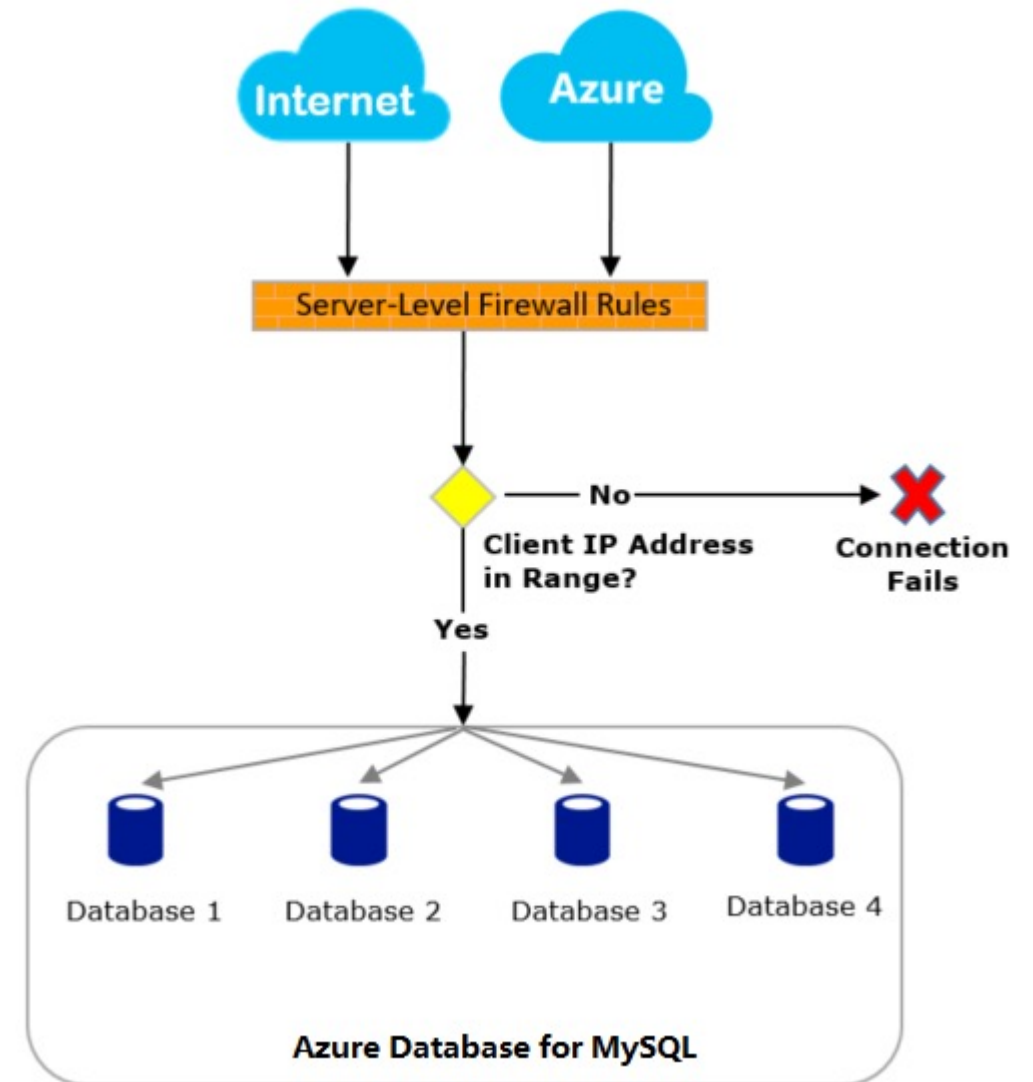 Internet
Azure
Server-Level Firewall Rules
No
Client IP Address
in Range?
Connection
Fails
Yes
Database 1
Database 2
Database 3
Database 4
Azure Database for MySQL